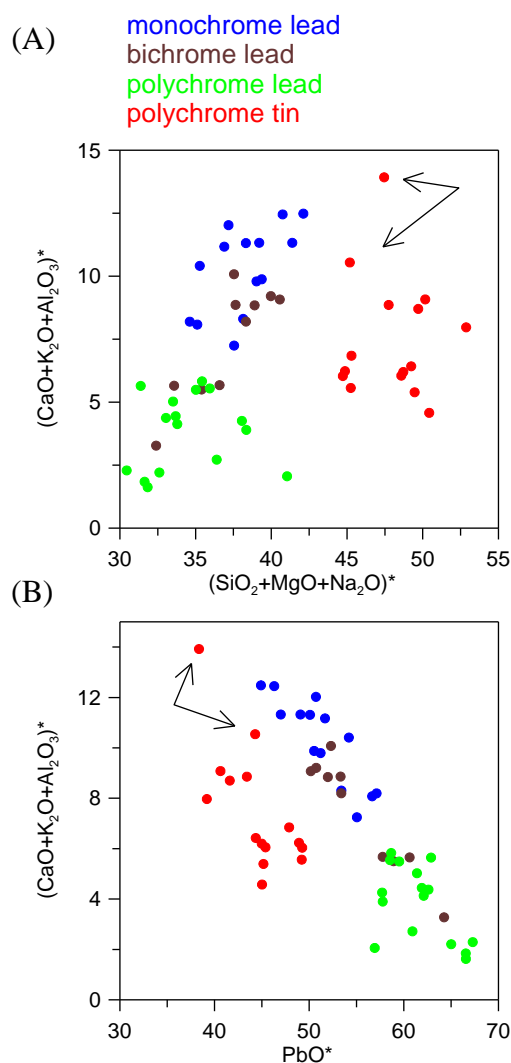 (A)
monochrome lead
bichrome lead
polychrome lead
polychrome tin
15
10
5
0
(CaO+K₂O+Al₂O₃)*
30 35 40 45 50 55
(SiO₂+MgO+Na₂O)*
(B)
12
8
4
0
(CaO+K₂O+Al₂O₃)*
30 40 50 60 70
PbO*